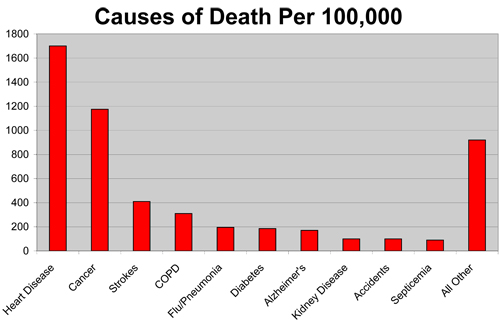 Causes of Death Per 100,000
1800
1600
1400
1200
1000
800
600
400
200
0
Heart Disease
Cancer
Strokes
COPD
Flu/Pneumonia
Diabetes
Alzheimer's
Kidney Disease
Accidents
Septicemia
All Other